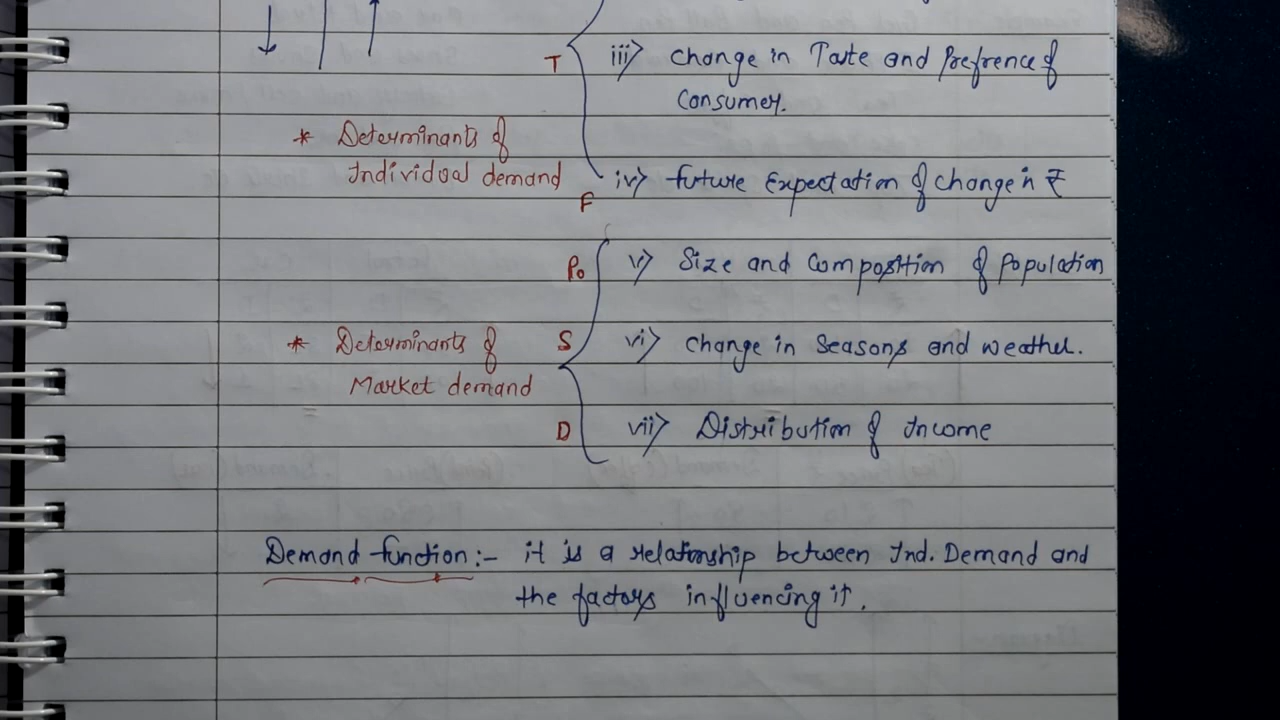 T iii) Change in Taste and Prefrence of
Consumer.
* Determinants of
Individual demand
iv) future Expectation of change in ₹
F
Po v) Size and Composition of Population
* Determinants of
Market demand
S vi) change in Seasons and weather.
D vii) Distribution of Income
Demand function:- it is a relationship between Ind. Demand and
the factors influencing it.